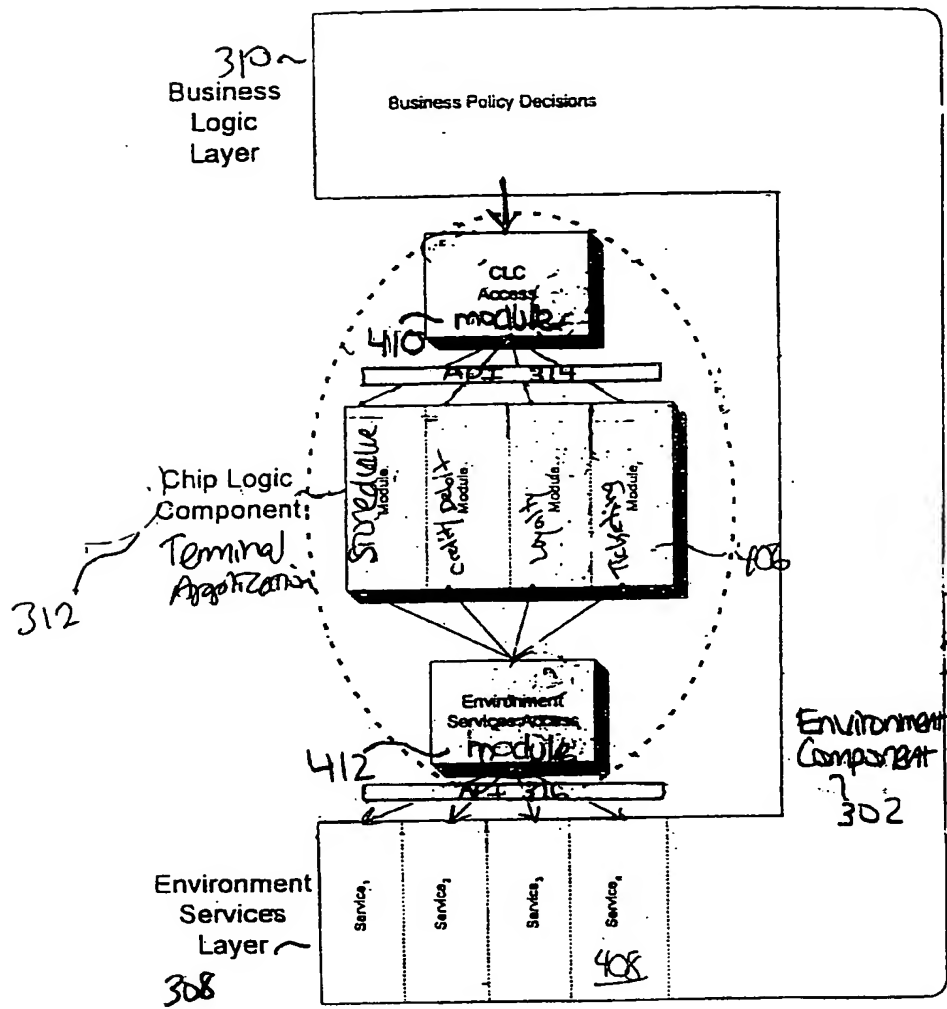 310
Business
Logic
Layer
Business Policy Decisions
CLC
Access
module
410
API 314
Stored value
Module
credit/debit
Module
Loyalty
Module
Ticketing
Module
Chip Logic
Component
Terminal
Application
312
406
Environment
Services Access
module
412
API 316
Environment
Component
302
Environment
Services
Layer
308
Service1
Service2
Service3
Service4
408